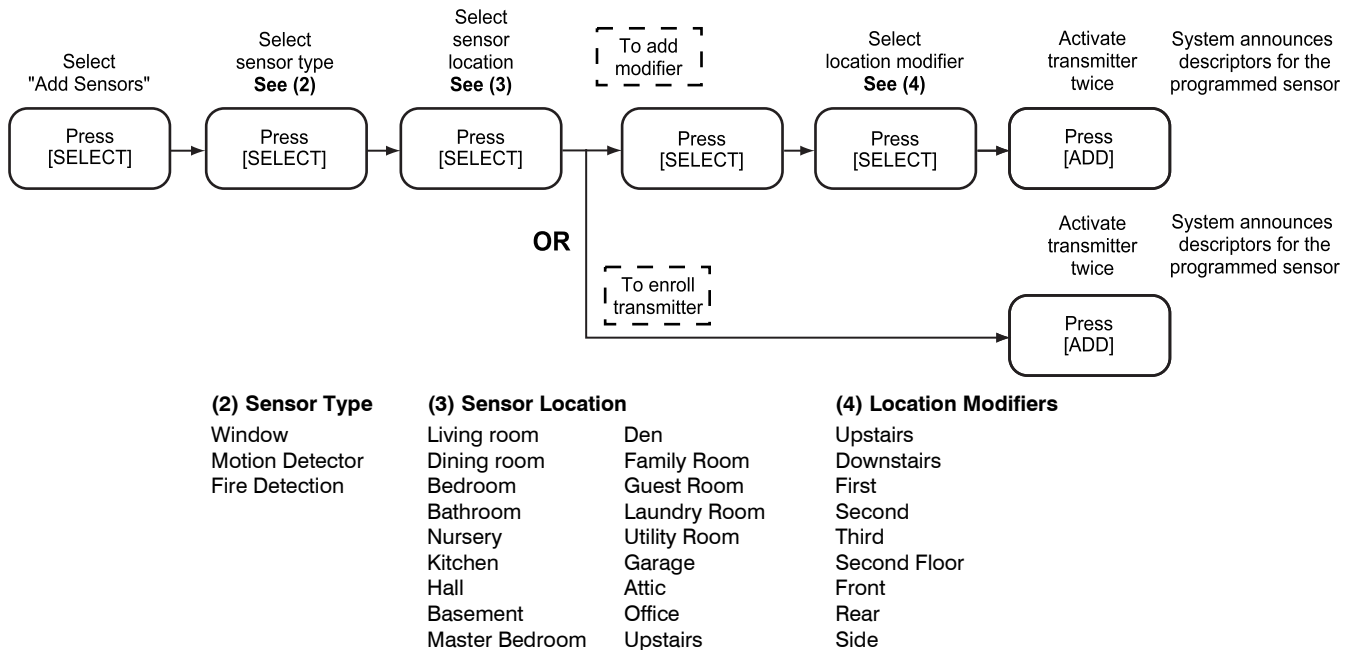 Select
"Add Sensors"
Press
[SELECT]
Select
sensor type
See (2)
Press
[SELECT]
Select
sensor
location
See (3)
Press
[SELECT]
To add
modifier
Press
[SELECT]
Select
location modifier
See (4)
Press
[SELECT]
Activate
transmitter
twice
Press
[ADD]
System announces
descriptors for the
programmed sensor
OR
To enroll
transmitter
Activate
transmitter
twice
Press
[ADD]
System announces
descriptors for the
programmed sensor
(2) Sensor Type
Window
Motion Detector
Fire Detection
(3) Sensor Location
Living room
Dining room
Bedroom
Bathroom
Nursery
Kitchen
Hall
Basement
Master Bedroom
Den
Family Room
Guest Room
Laundry Room
Utility Room
Garage
Attic
Office
Upstairs
(4) Location Modifiers
Upstairs
Downstairs
First
Second
Third
Second Floor
Front
Rear
Side